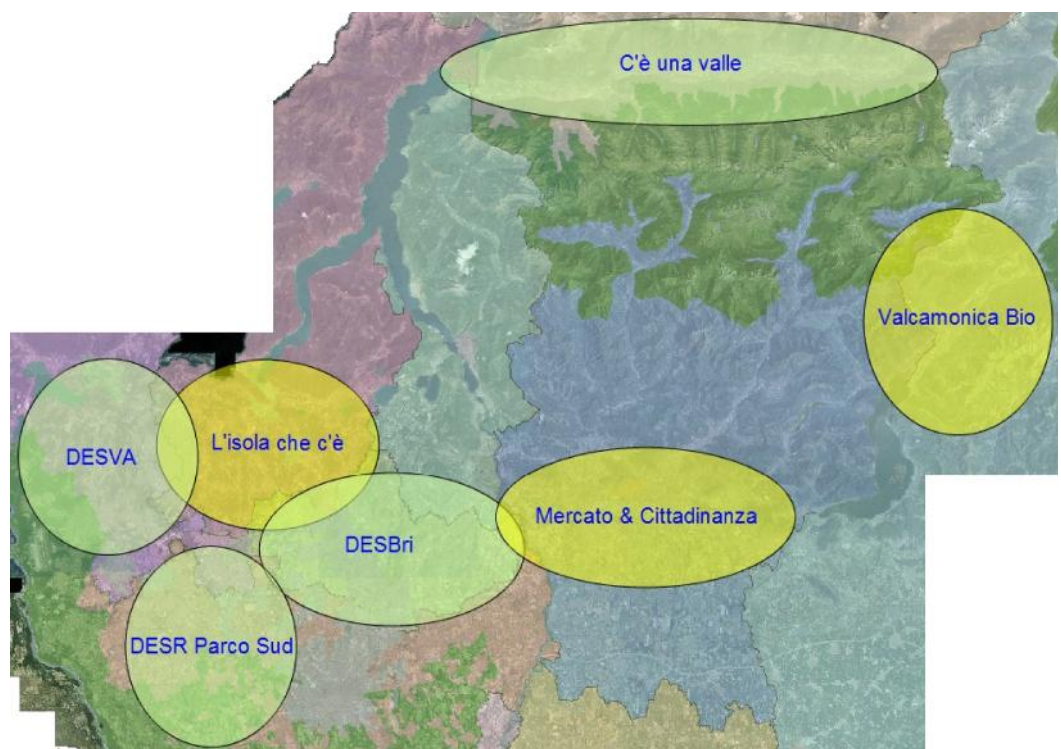 C'è una valle
Valcamonica Bio
DESVA
L'isola che c'è
Mercato & Cittadinanza
DESBri
DESR Parco Sud